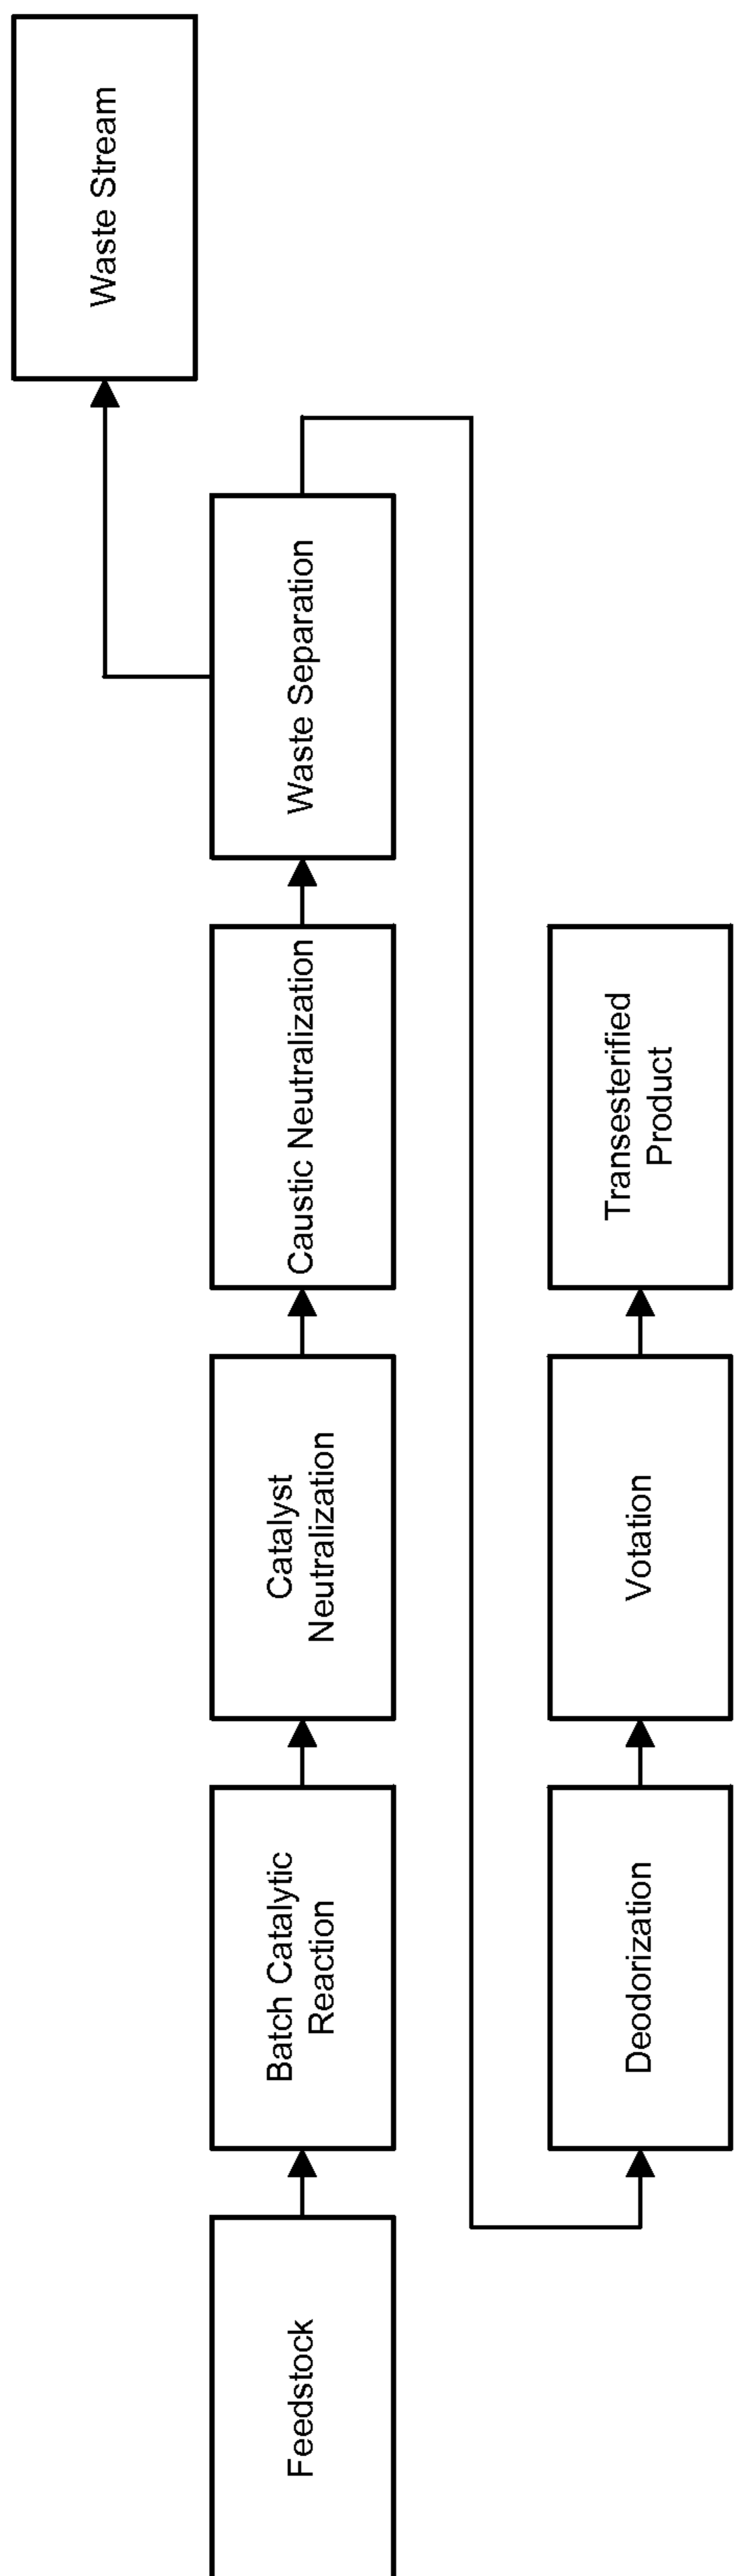 Waste Stream
Feedstock
Batch Catalytic
Reaction
Catalyst
Neutralization
Caustic Neutralization
Waste Separation
Deodorization
Votation
Transesterified
Product